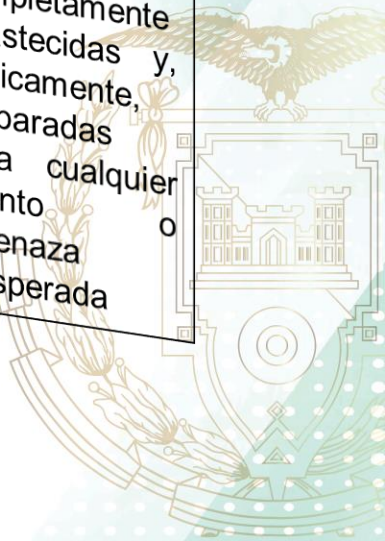 pletamente
stecidas y,
icamente,
paradas
a cualquier
nto o
enaza
sperada